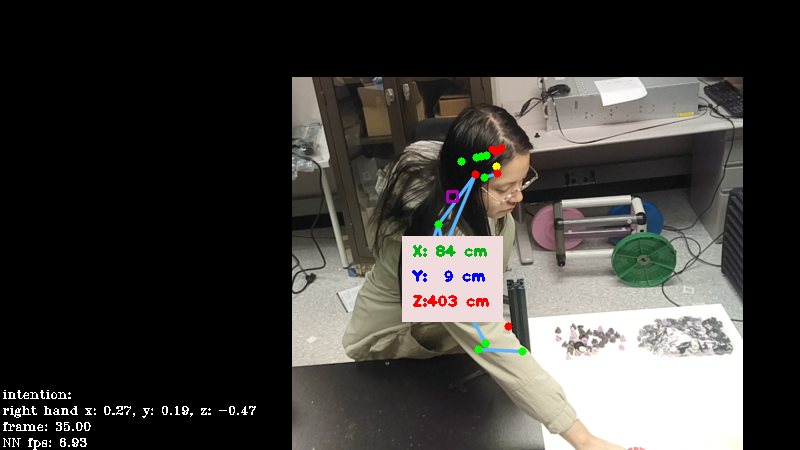 X: 84 cm
Y: 9 cm
Z:403 cm
intention:
right hand x: 0.27, y: 0.19, z: -0.47
frame: 35.00
NN fps: 6.93